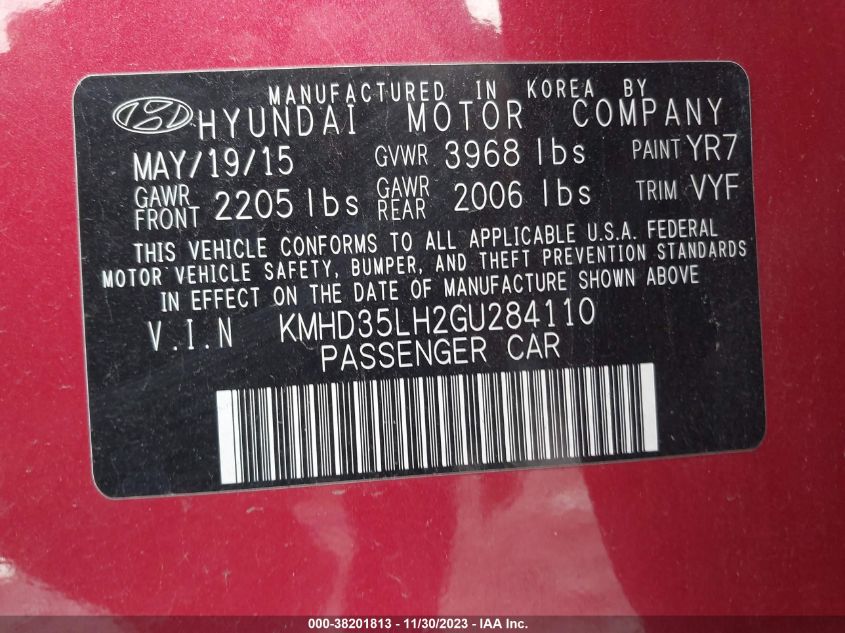 MANUFACTURED IN KOREA BY
HYUNDAI MOTOR COMPANY
MAY/19/15 GVWR 3968 lbs PAINT YR7
GAWR FRONT 2205 lbs GAWR REAR 2006 lbs TRIM VYF
THIS VEHICLE CONFORMS TO ALL APPLICABLE U.S.A. FEDERAL
MOTOR VEHICLE SAFETY, BUMPER, AND THEFT PREVENTION STANDARDS
IN EFFECT ON THE DATE OF MANUFACTURE SHOWN ABOVE
V.I.N KMHD35LH2GU284110
PASSENGER CAR
000-38201813 - 11/30/2023 - IAA Inc.